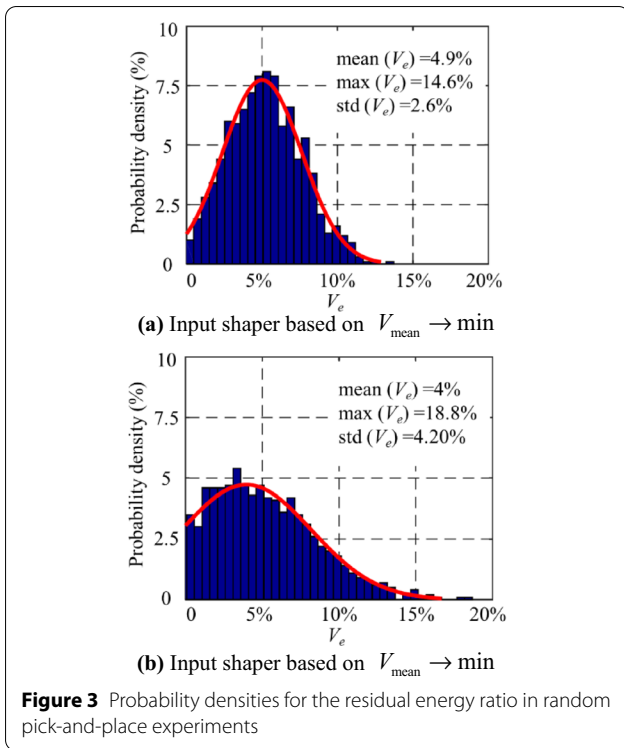 10
7.5
5
2.5
0
Probability density (%)
mean (Ve) =4.9%
max (Ve) =14.6%
std (Ve) =2.6%
0 5% 10% 15% 20%
Ve
(a) Input shaper based on Vmean → min
10
7.5
5
2.5
0
Probability density (%)
mean (Ve) =4%
max (Ve) =18.8%
std (Ve) =4.20%
0 5% 10% 15% 20%
Ve
(b) Input shaper based on Vmean → min
Figure 3 Probability densities for the residual energy ratio in random
pick-and-place experiments